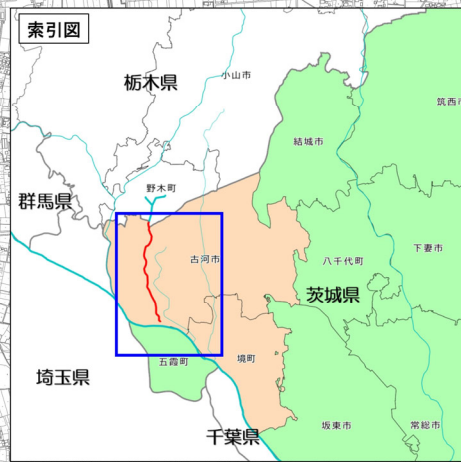 索引図
栃木県
小山市
筑西市
結城市
群馬県
野木町
古河市
八千代町
下妻市
茨城県
埼玉県
五霞町
境町
千葉県
坂東市
常総市